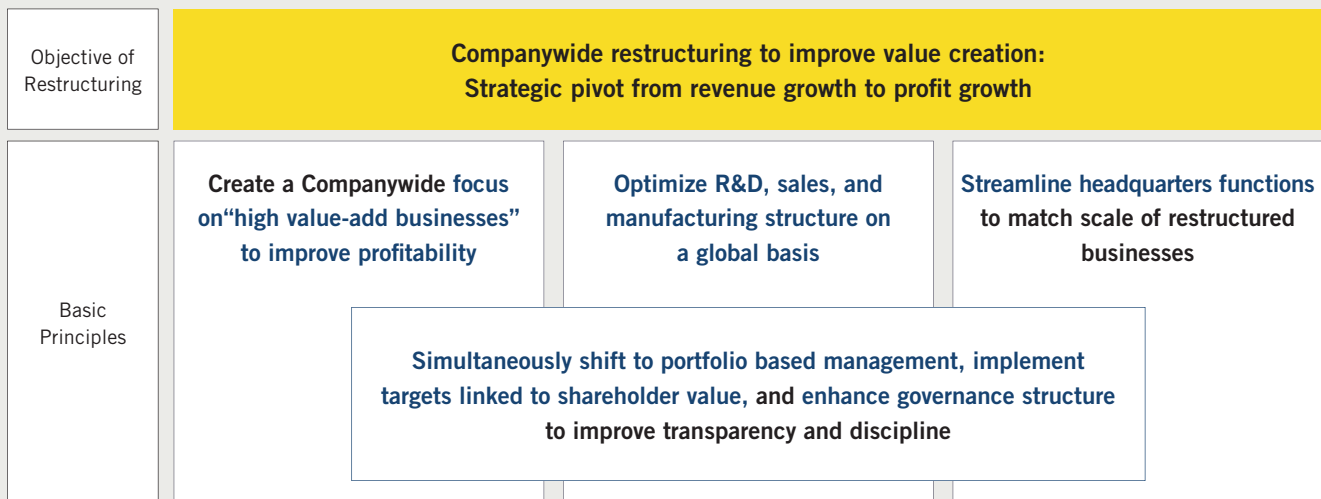 Objective of
Restructuring
Companywide restructuring to improve value creation:
Strategic pivot from revenue growth to profit growth
Basic
Principles
Create a Companywide focus
on“high value-add businesses”
to improve profitability
Optimize R&D, sales, and
manufacturing structure on
a global basis
Streamline headquarters functions
to match scale of restructured
businesses
Simultaneously shift to portfolio based management, implement
targets linked to shareholder value, and enhance governance structure
to improve transparency and discipline